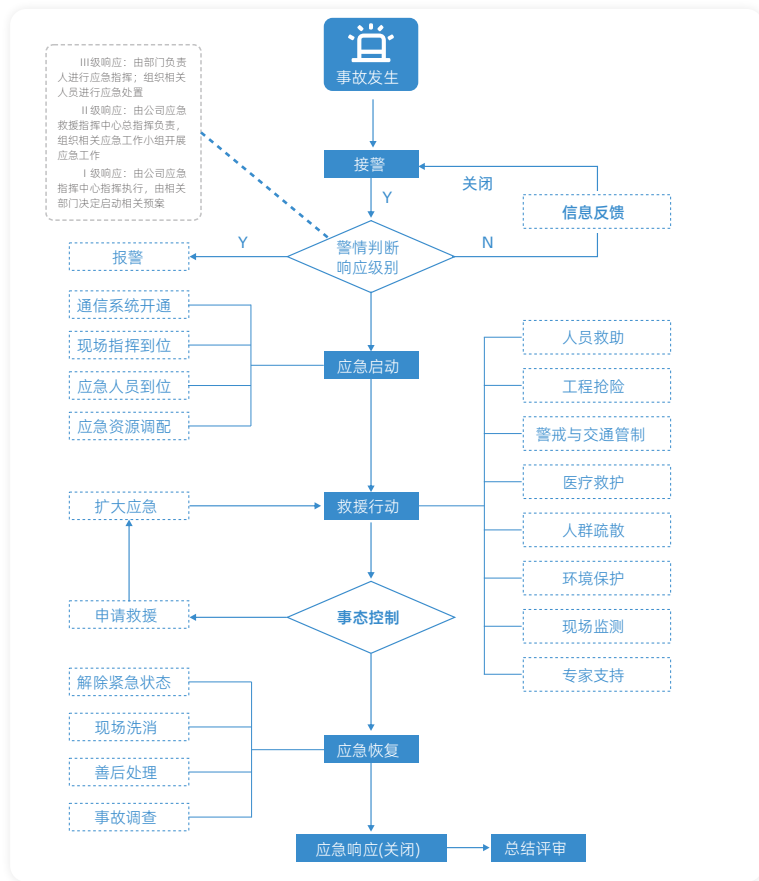 事故发生
III级响应：由部门负责
人进行应急指挥；组织相关
人员进行应急处置
II级响应：由公司应急
救援指挥中心总指挥负责，
组织相关应急工作小组开展
应急工作
I 级响应：由公司应急
指挥中心指挥执行，由相关
部门决定启动相关预案
接警
关闭
Y
信息反馈
警情判断
响应级别
Y
N
报警
通信系统开通
现场指挥到位
应急人员到位
应急资源调配
应急启动
人员救助
工程抢险
警戒与交通管制
医疗救护
人群疏散
环境保护
现场监测
专家支持
扩大应急
救援行动
申请救援
事态控制
解除紧急状态
现场洗消
善后处理
事故调查
应急恢复
应急响应(关闭)
总结评审